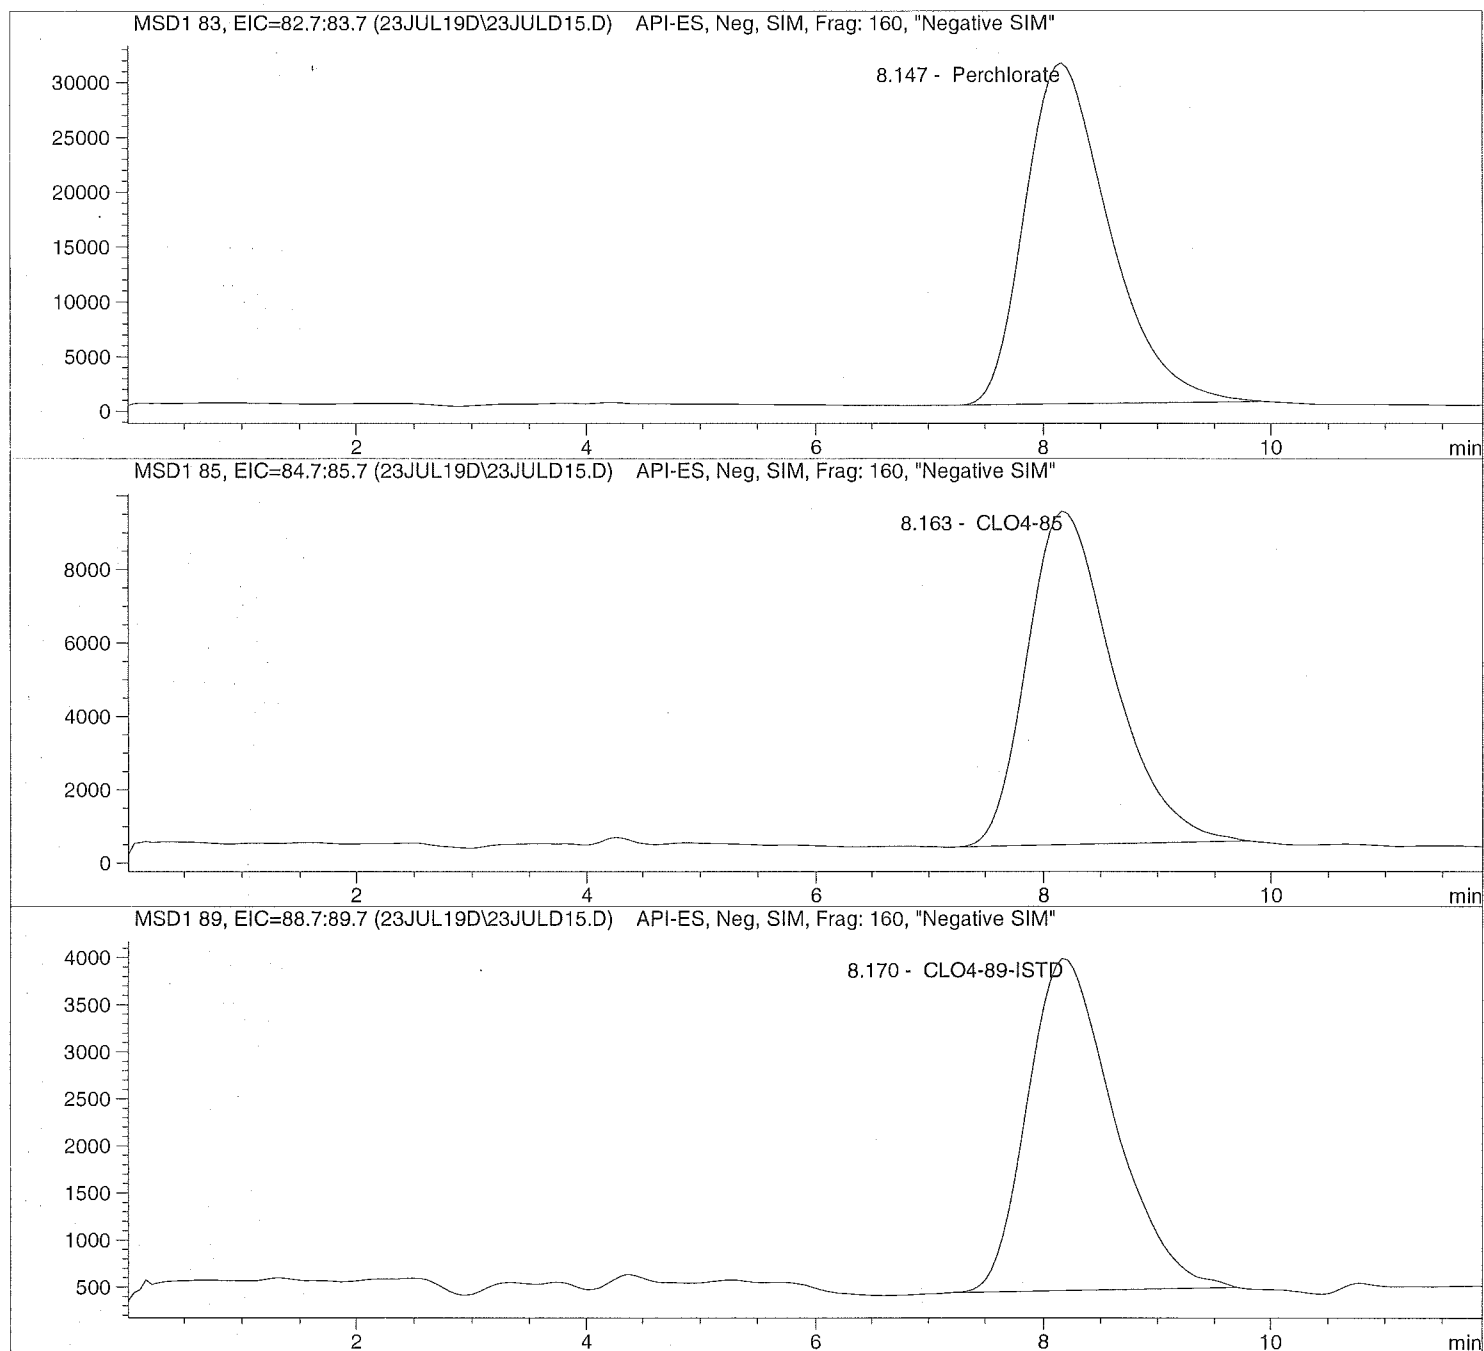 MSD1 83, EIC=82.7:83.7 (23JUL19D\23JULD15.D) API-ES, Neg, SIM, Frag: 160, "Negative SIM"
8.147 - Perchlorate
30000
25000
20000
15000
10000
5000
0
2 4 6 8 10 min
MSD1 85, EIC=84.7:85.7 (23JUL19D\23JULD15.D) API-ES, Neg, SIM, Frag: 160, "Negative SIM"
8.163 - CLO4-85
8000
6000
4000
2000
0
2 4 6 8 10 min
MSD1 89, EIC=88.7:89.7 (23JUL19D\23JULD15.D) API-ES, Neg, SIM, Frag: 160, "Negative SIM"
8.170 - CLO4-89-ISTD
4000
3500
3000
2500
2000
1500
1000
500
2 4 6 8 10 min